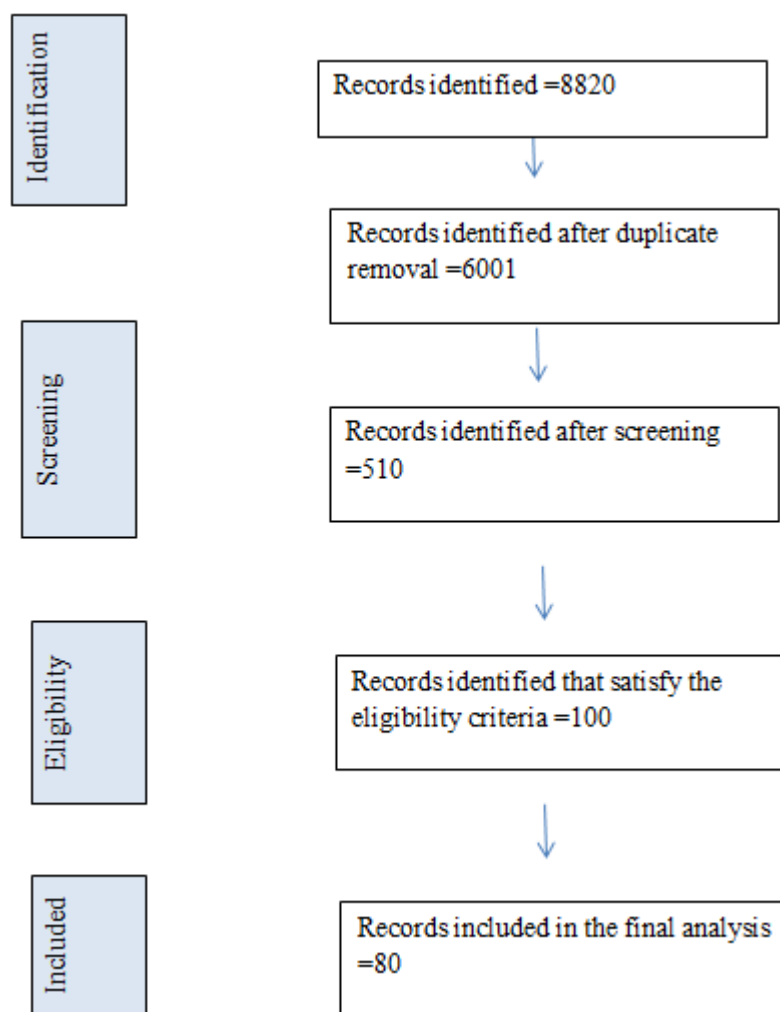 Identification
Records identified =8820
Records identified after duplicate
removal =6001
Screening
Records identified after screening
=510
Eligibility
Records identified that satisfy the
eligibility criteria =100
Included
Records included in the final analysis
=80